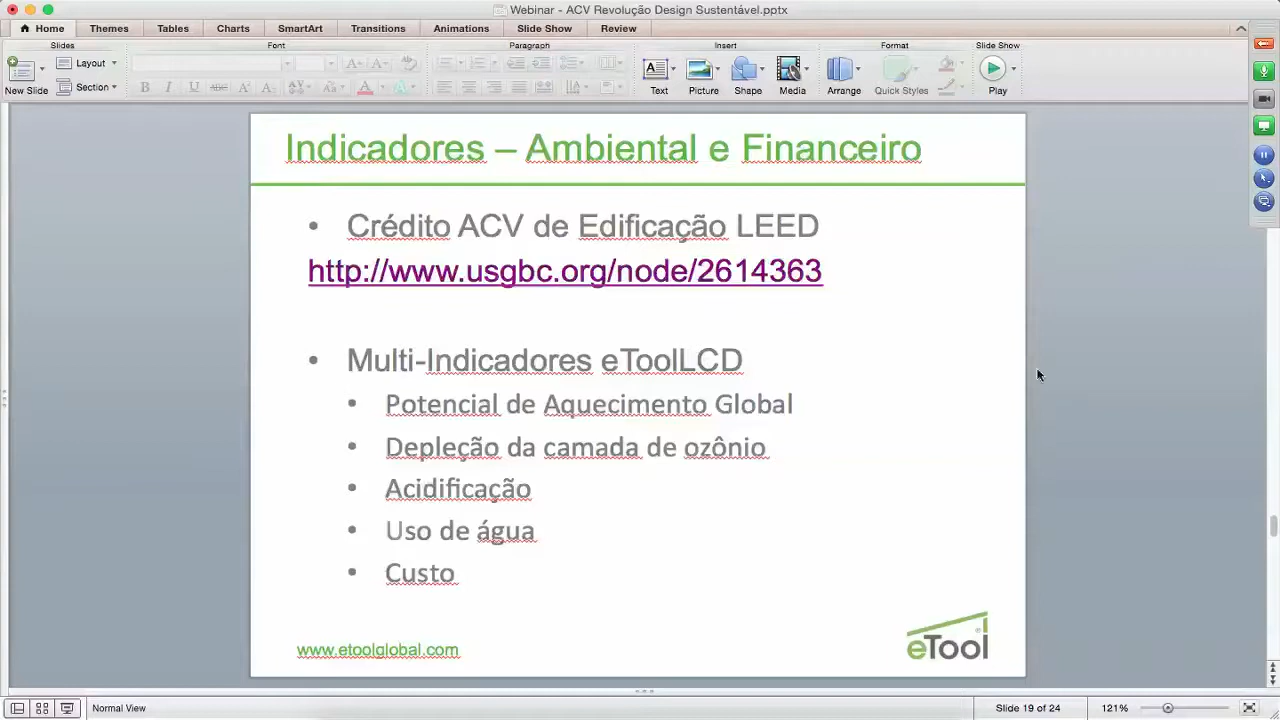 Webinar - ACV Revolução Design Sustentável.pptx
Home Themes Tables Charts SmartArt Transitions Animations Slide Show Review
Slides Font Paragraph Insert Format Slide Show
New Slide Layout Section B I U ABC A A A Text Picture Shape Media Arrange Quick Styles Play
Indicadores – Ambiental e Financeiro
• Crédito ACV de Edificação LEED
http://www.usgbc.org/node/2614363
• Multi-Indicadores eToolLCD
• Potencial de Aquecimento Global
• Depleção da camada de ozônio
• Acidificação
• Uso de água
• Custo
www.etoolglobal.com
eTool
Normal View Slide 19 of 24 121%